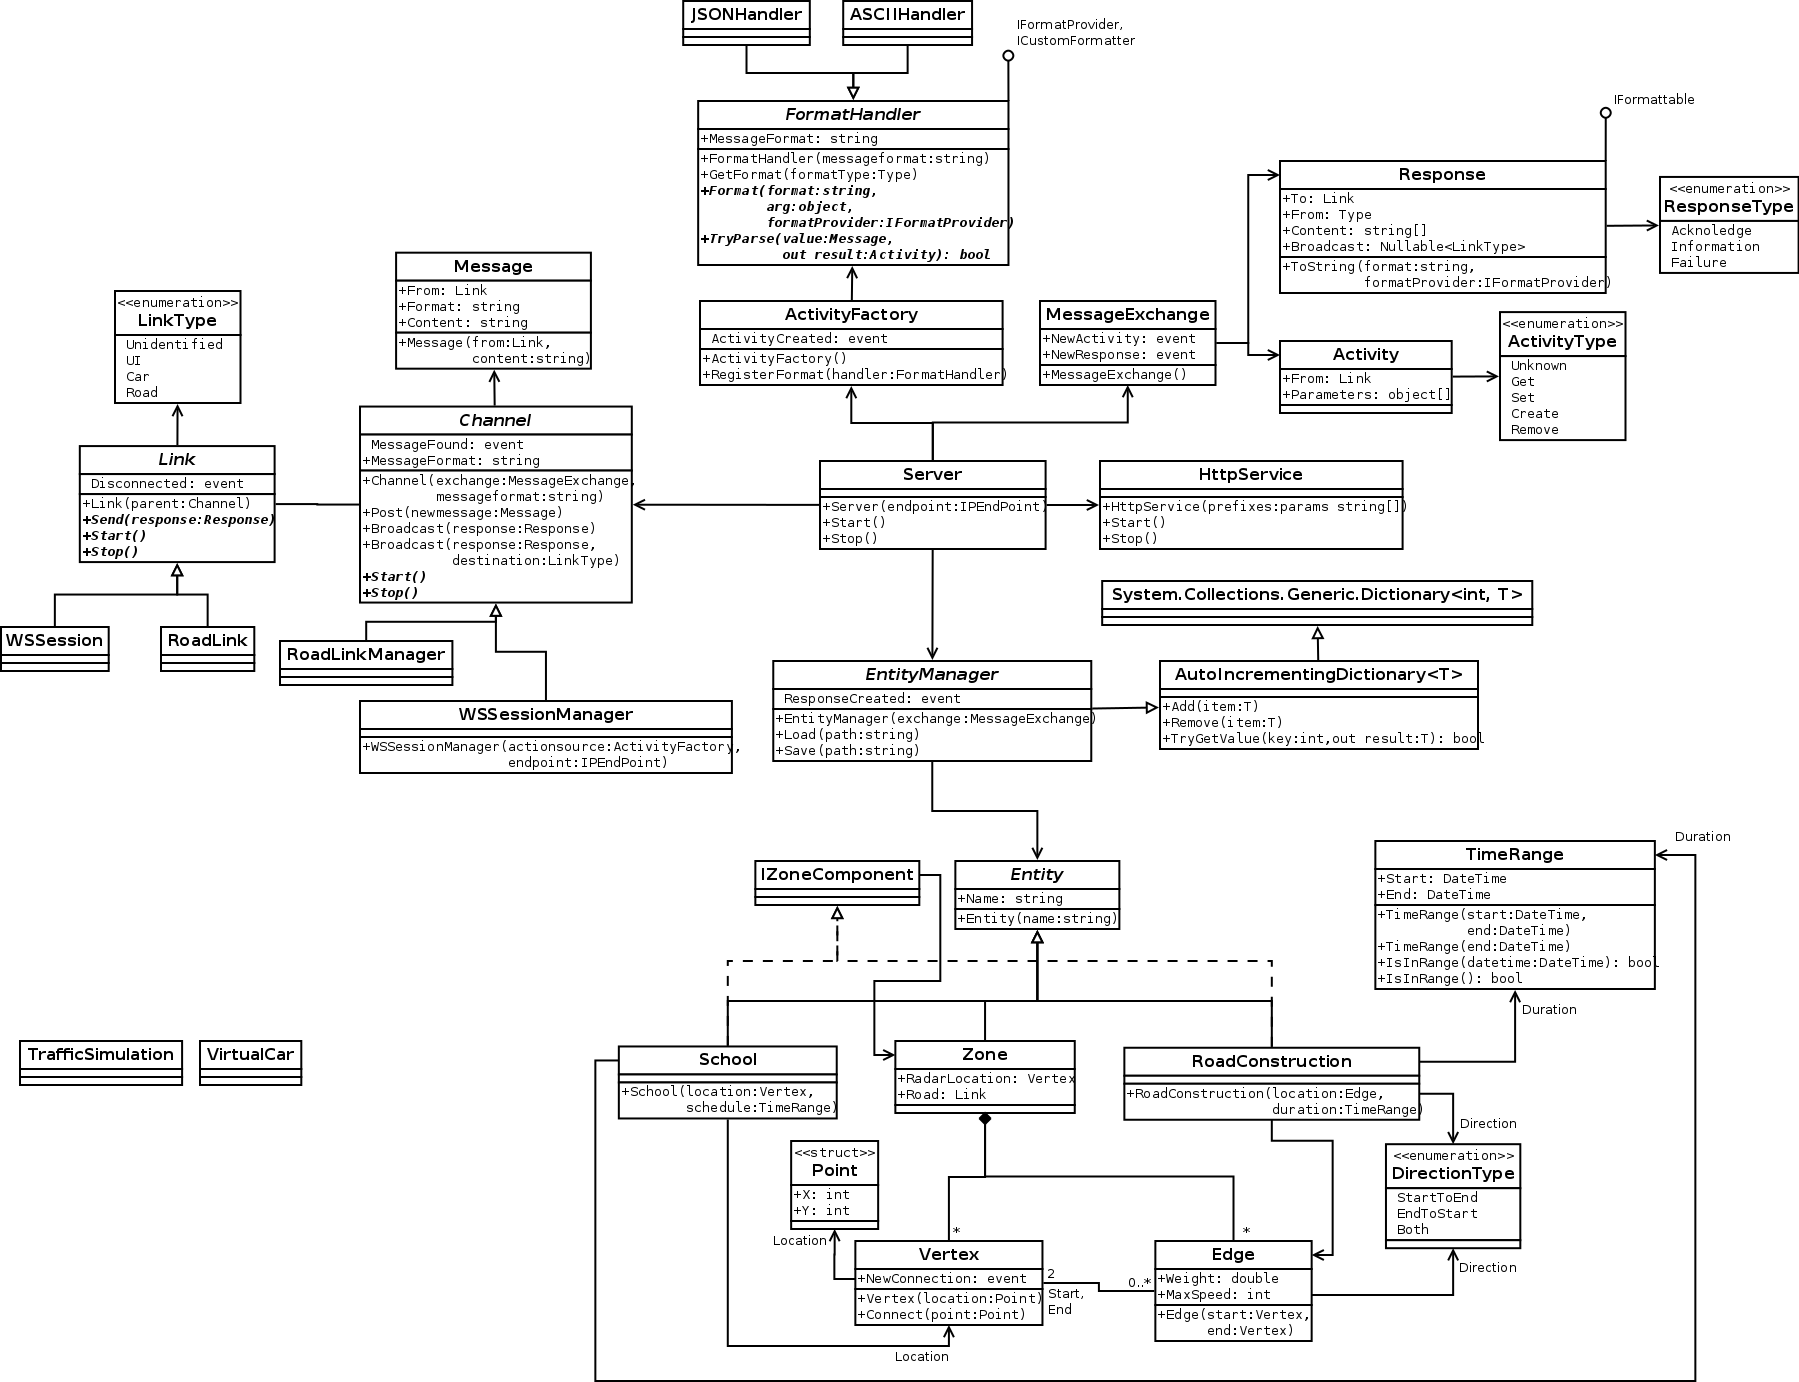 JSONHandler
ASCIIHandler
IFormatProvider,
ICustomFormatter
FormatHandler
+MessageFormat: string
+FormatHandler(messageformat:string)
+GetFormat(formatType:Type)
+Format(format:string,
arg:object,
formatProvider:IFormatProvider)
+TryParse(value:Message,
out result:Activity): bool
IFormattable
Response
+To: Link
+From: Type
+Content: string[]
+Broadcast: Nullable<LinkType>
+ToString(format:string,
formatProvider:IFormatProvider)
<<enumeration>>
ResponseType
Acknoledge
Information
Failure
Message
+From: Link
+Format: string
+Content: string
+Message(from:Link,
content:string)
<<enumeration>>
LinkType
Unidentified
UI
Car
Road
ActivityFactory
ActivityCreated: event
+ActivityFactory()
+RegisterFormat(handler:FormatHandler)
MessageExchange
+NewActivity: event
+NewResponse: event
+MessageExchange()
Activity
+From: Link
+Parameters: object[]
<<enumeration>>
ActivityType
Unknown
Get
Set
Create
Remove
Link
Disconnected: event
+Link(parent:Channel)
+Send(response:Response)
+Start()
+Stop()
Channel
MessageFound: event
+MessageFormat: string
+Channel(exchange:MessageExchange,
messageformat:string)
+Post(newmessage:Message)
+Broadcast(response:Response)
+Broadcast(response:Response,
destination:LinkType)
+Start()
+Stop()
Server
+Server(endpoint:IPEndPoint)
+Start()
+Stop()
HttpService
+HttpService(prefixes:params string[])
+Start()
+Stop()
WSSession
RoadLink
RoadLinkManager
WSSessionManager
+WSSessionManager(actionsource:ActivityFactory,
endpoint:IPEndPoint)
System.Collections.Generic.Dictionary<int, T>
EntityManager
ResponseCreated: event
+EntityManager(exchange:MessageExchange)
+Load(path:string)
+Save(path:string)
AutoIncrementingDictionary<T>
+Add(item:T)
+Remove(item:T)
+TryGetValue(key:int,out result:T): bool
IZoneComponent
Entity
+Name: string
+Entity(name:string)
Duration
TimeRange
+Start: DateTime
+End: DateTime
+TimeRange(start:DateTime,
end:DateTime)
+TimeRange(end:DateTime)
+IsInRange(datetime:DateTime): bool
+IsInRange(): bool
Duration
TrafficSimulation
VirtualCar
School
+School(location:Vertex,
schedule:TimeRange)
Zone
+RadarLocation: Vertex
+Road: Link
RoadConstruction
+RoadConstruction(location:Edge,
duration:TimeRange)
Direction
<<struct>>
Point
+X: int
+Y: int
Location
<<enumeration>>
DirectionType
StartToEnd
EndToStart
Both
Direction
*
*
Vertex
+NewConnection: event
+Vertex(location:Point)
+Connect(point:Point)
2
Start,
End
0..*
Edge
+Weight: double
+MaxSpeed: int
+Edge(start:Vertex,
end:Vertex)
Location